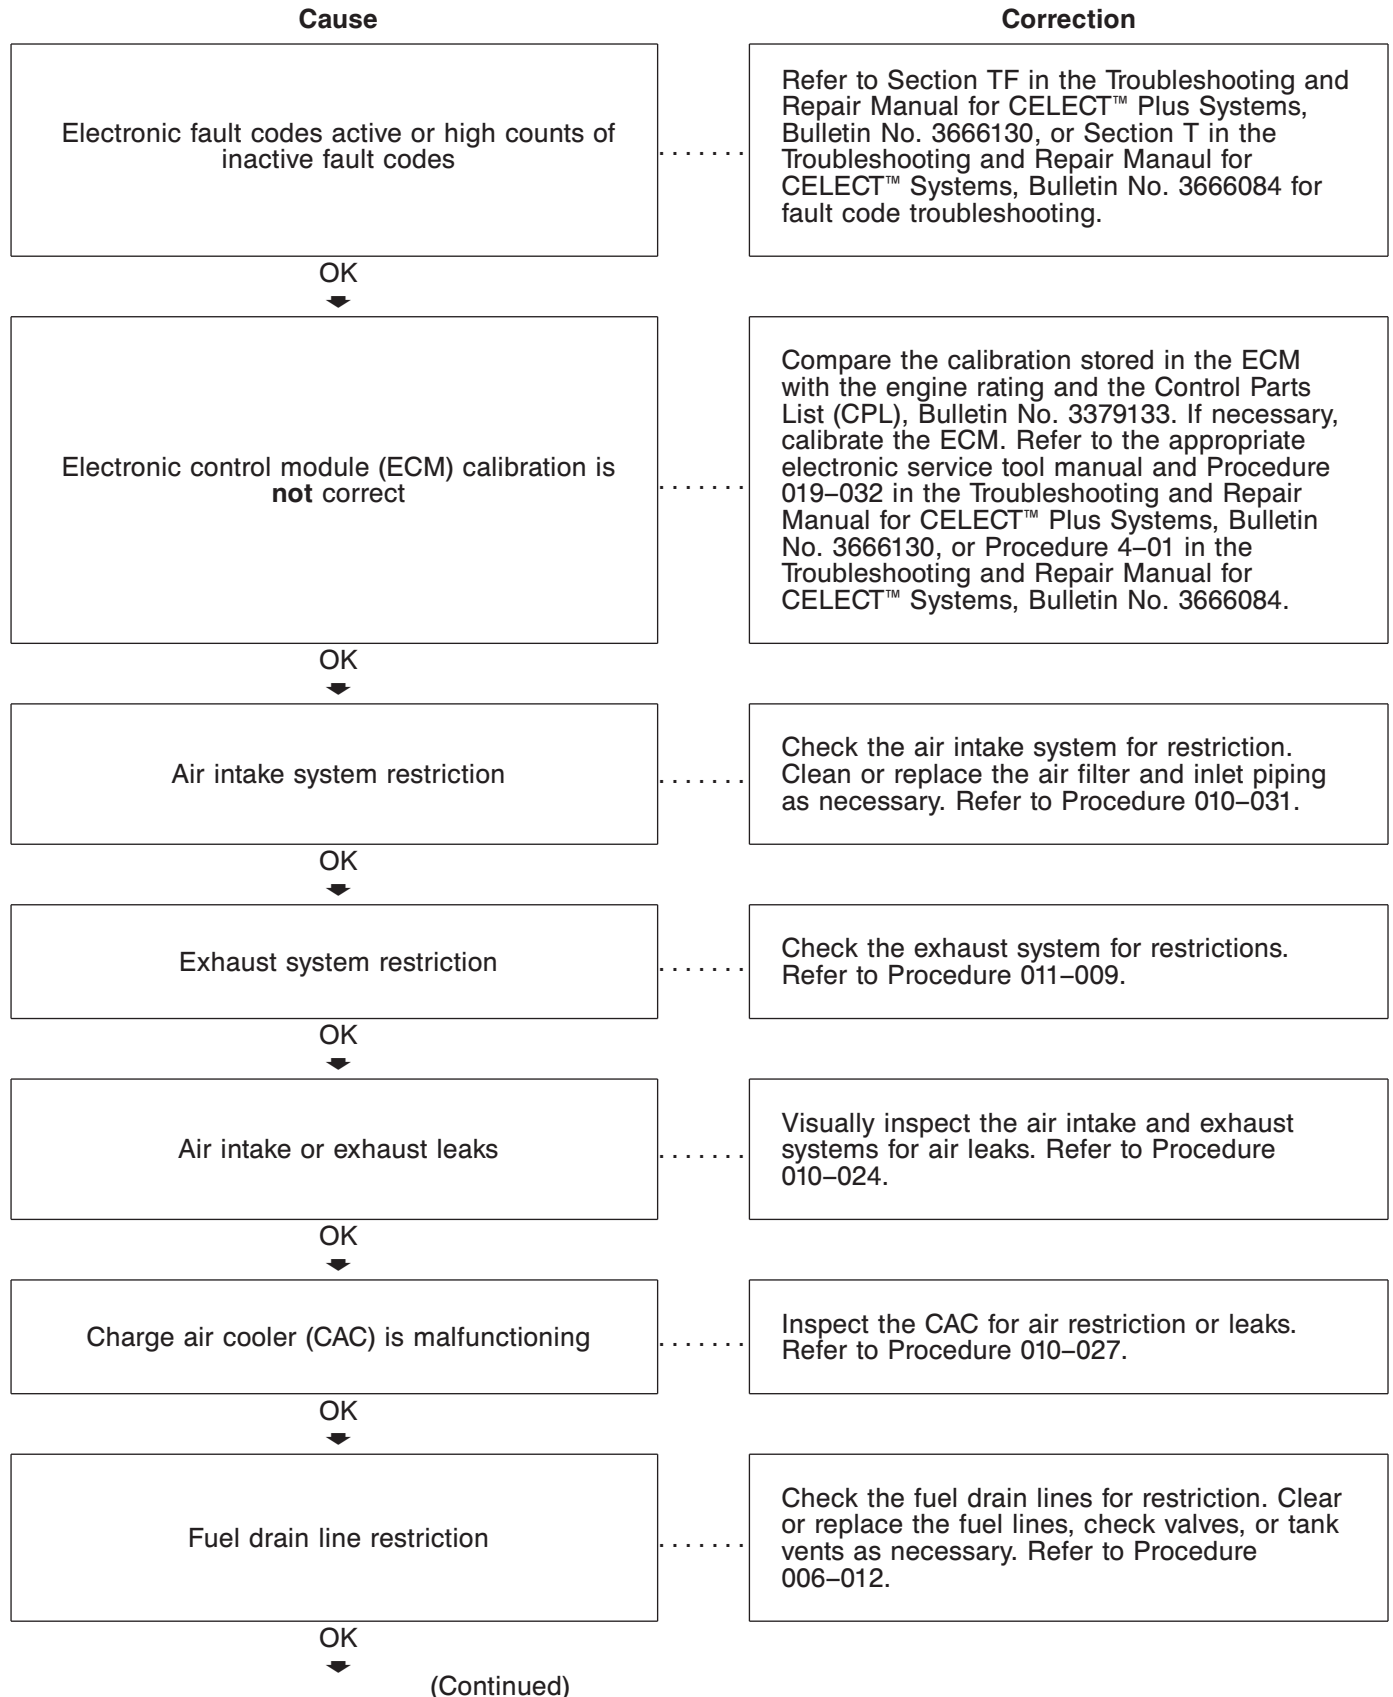 Cause
Correction
Electronic fault codes active or high counts of
inactive fault codes
.......
Refer to Section TF in the Troubleshooting and
Repair Manual for CELECT™ Plus Systems,
Bulletin No. 3666130, or Section T in the
Troubleshooting and Repair Manaul for
CELECT™ Systems, Bulletin No. 3666084 for
fault code troubleshooting.
OK
Electronic control module (ECM) calibration is
not correct
.......
Compare the calibration stored in the ECM
with the engine rating and the Control Parts
List (CPL), Bulletin No. 3379133. If necessary,
calibrate the ECM. Refer to the appropriate
electronic service tool manual and Procedure
019–032 in the Troubleshooting and Repair
Manual for CELECT™ Plus Systems, Bulletin
No. 3666130, or Procedure 4–01 in the
Troubleshooting and Repair Manual for
CELECT™ Systems, Bulletin No. 3666084.
OK
Air intake system restriction
.......
Check the air intake system for restriction.
Clean or replace the air filter and inlet piping
as necessary. Refer to Procedure 010–031.
OK
Exhaust system restriction
.......
Check the exhaust system for restrictions.
Refer to Procedure 011–009.
OK
Air intake or exhaust leaks
.......
Visually inspect the air intake and exhaust
systems for air leaks. Refer to Procedure
010–024.
OK
Charge air cooler (CAC) is malfunctioning
.......
Inspect the CAC for air restriction or leaks.
Refer to Procedure 010–027.
OK
Fuel drain line restriction
.......
Check the fuel drain lines for restriction. Clear
or replace the fuel lines, check valves, or tank
vents as necessary. Refer to Procedure
006–012.
OK
(Continued)